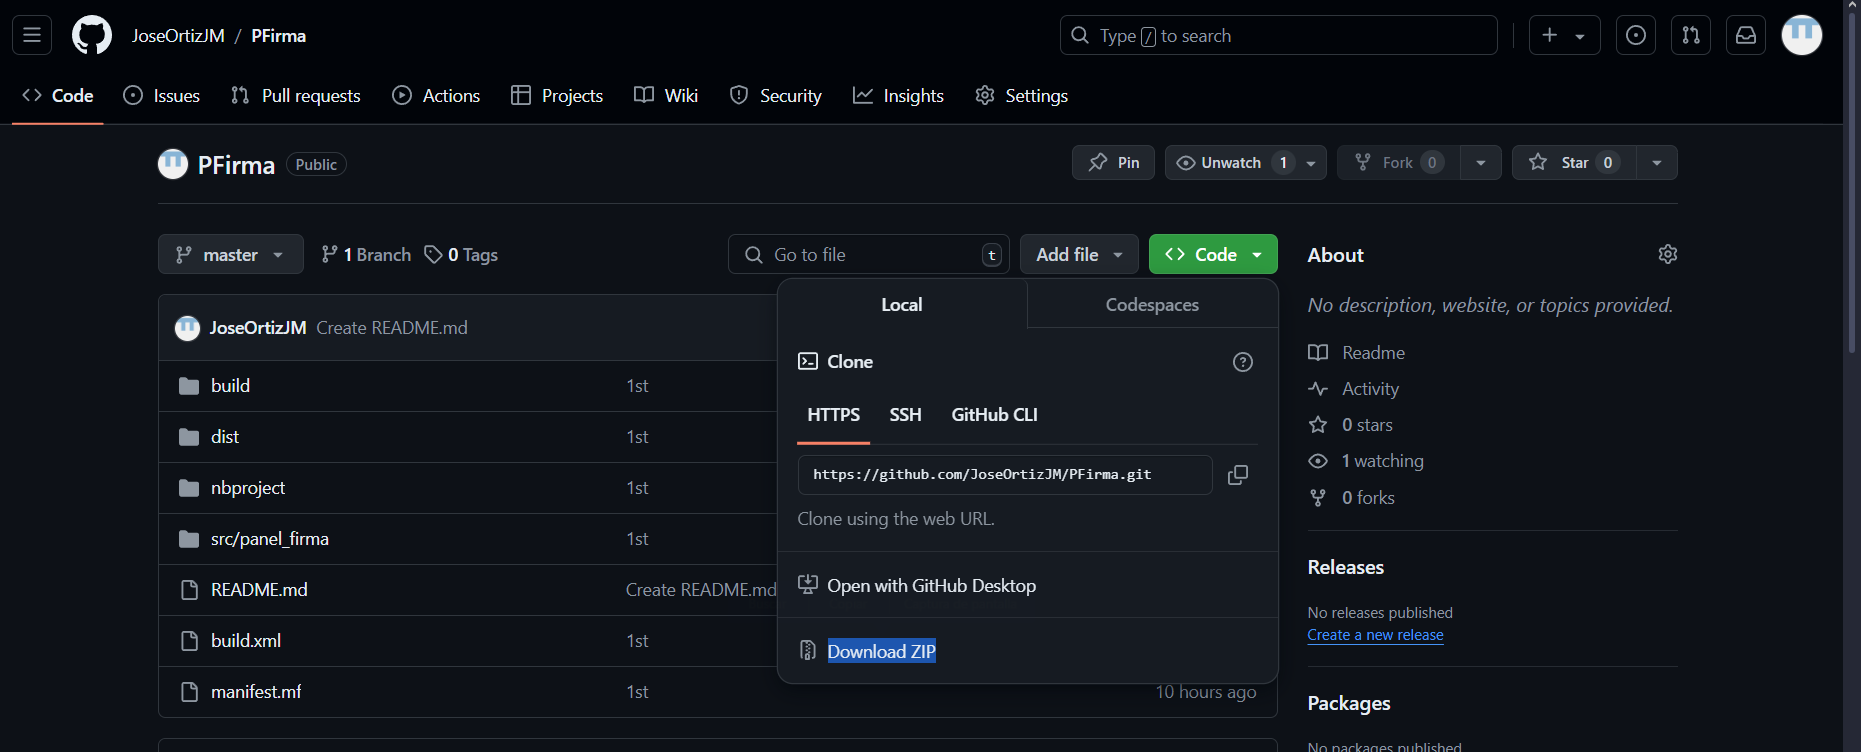 JoseOrtizJM / PFirma
Type / to search
Code Issues Pull requests Actions Projects Wiki Security Insights Settings
PFirma Public
Pin Unwatch 1 Fork 0 Star 0
master 1 Branch 0 Tags
Go to file t Add file Code
JoseOrtizJM Create README.md
build 1st
dist 1st
nbproject 1st
src/panel_firma 1st
README.md Create README.md
build.xml 1st
manifest.mf 1st 10 hours ago
Local Codespaces
Clone
HTTPS SSH GitHub CLI
https://github.com/JoseOrtizJM/PFirma.git
Clone using the web URL.
Open with GitHub Desktop
Download ZIP
About
No description, website, or topics provided.
Readme
Activity
0 stars
1 watching
0 forks
Releases
No releases published
Create a new release
Packages
No packages published